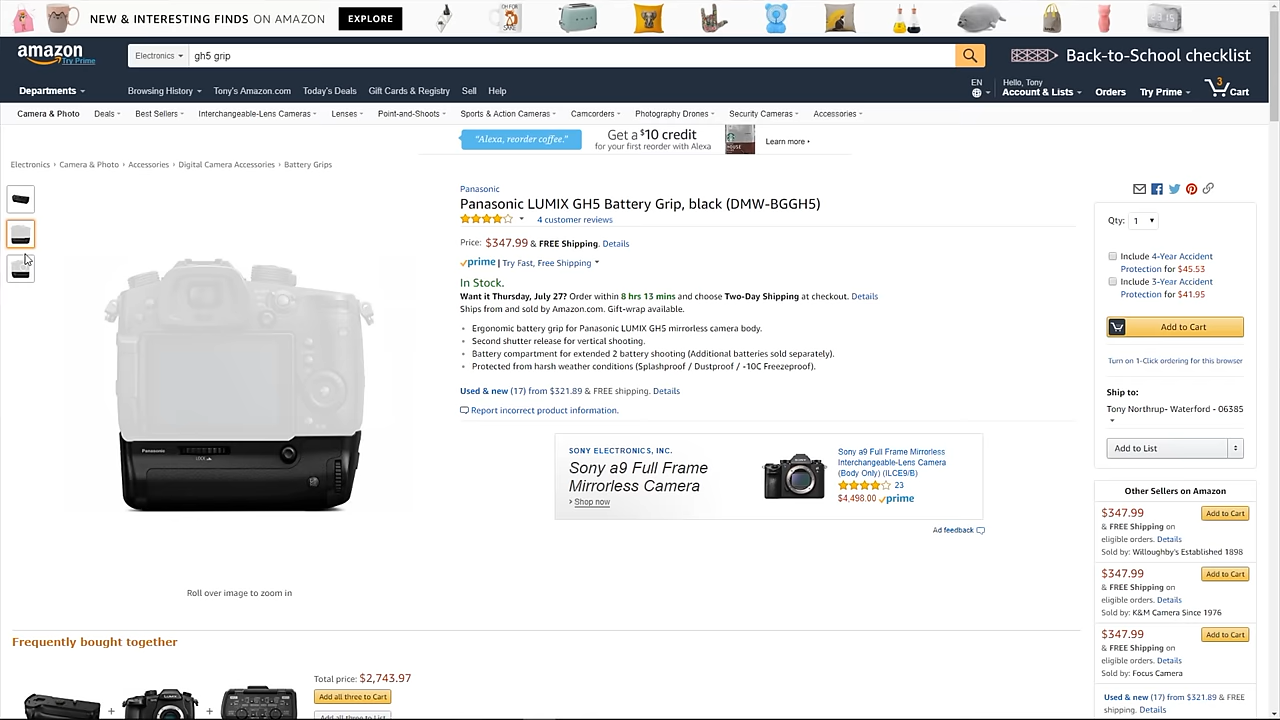 NEW & INTERESTING FINDS ON AMAZON EXPLORE
amazon Try Prime
Electronics gh5 grip
Back-to-School checklist
Departments Browsing History Tony's Amazon.com Today's Deals Gift Cards & Registry Sell Help
EN Hello, Tony Account & Lists Orders Try Prime 3 Cart
Camera & Photo Deals Best Sellers Interchangeable-Lens Cameras Lenses Point-and-Shoots Sports & Action Cameras Camcorders Photography Drones Security Cameras Accessories
"Alexa, reorder coffee." Get a $10 credit for your first reorder with Alexa Learn more
Electronics › Camera & Photo › Accessories › Digital Camera Accessories › Battery Grips
Panasonic
LOCK
Roll over image to zoom in
Panasonic
Panasonic LUMIX GH5 Battery Grip, black (DMW-BGGH5)
4 customer reviews
Price: $347.99 & FREE Shipping. Details
prime | Try Fast, Free Shipping
In Stock.
Want it Thursday, July 27? Order within 8 hrs 13 mins and choose Two-Day Shipping at checkout. Details
Ships from and sold by Amazon.com. Gift-wrap available.
• Ergonomic battery grip for Panasonic LUMIX GH5 mirrorless camera body.
• Second shutter release for vertical shooting.
• Battery compartment for extended 2 battery shooting (Additional batteries sold separately).
• Protected from harsh weather conditions (Splashproof / Dustproof / -10C Freezeproof).
Used & new (17) from $321.89 & FREE shipping. Details
Report incorrect product information.
SONY ELECTRONICS, INC.
Sony a9 Full Frame
Mirrorless Camera
› Shop now
Sony a9 Full Frame Mirrorless
Interchangeable-Lens Camera
(Body Only) (ILCE9/B)
23
$4,498.00 prime
Ad feedback
Qty: 1
Include 4-Year Accident
Protection for $45.53
Include 3-Year Accident
Protection for $41.95
Add to Cart
Turn on 1-Click ordering for this browser
Ship to:
Tony Northrup- Waterford - 06385
Add to List
Other Sellers on Amazon
$347.99 Add to Cart
& FREE Shipping on
eligible orders. Details
Sold by: Willoughby's Established 1898
$347.99 Add to Cart
& FREE Shipping on
eligible orders. Details
Sold by: K&M Camera Since 1976
$347.99 Add to Cart
& FREE Shipping on
eligible orders. Details
Sold by: Focus Camera
Used & new (17) from $321.89 & FREE
shipping. Details
Frequently bought together
Total price: $2,743.97
Add all three to Cart
Add all three to List